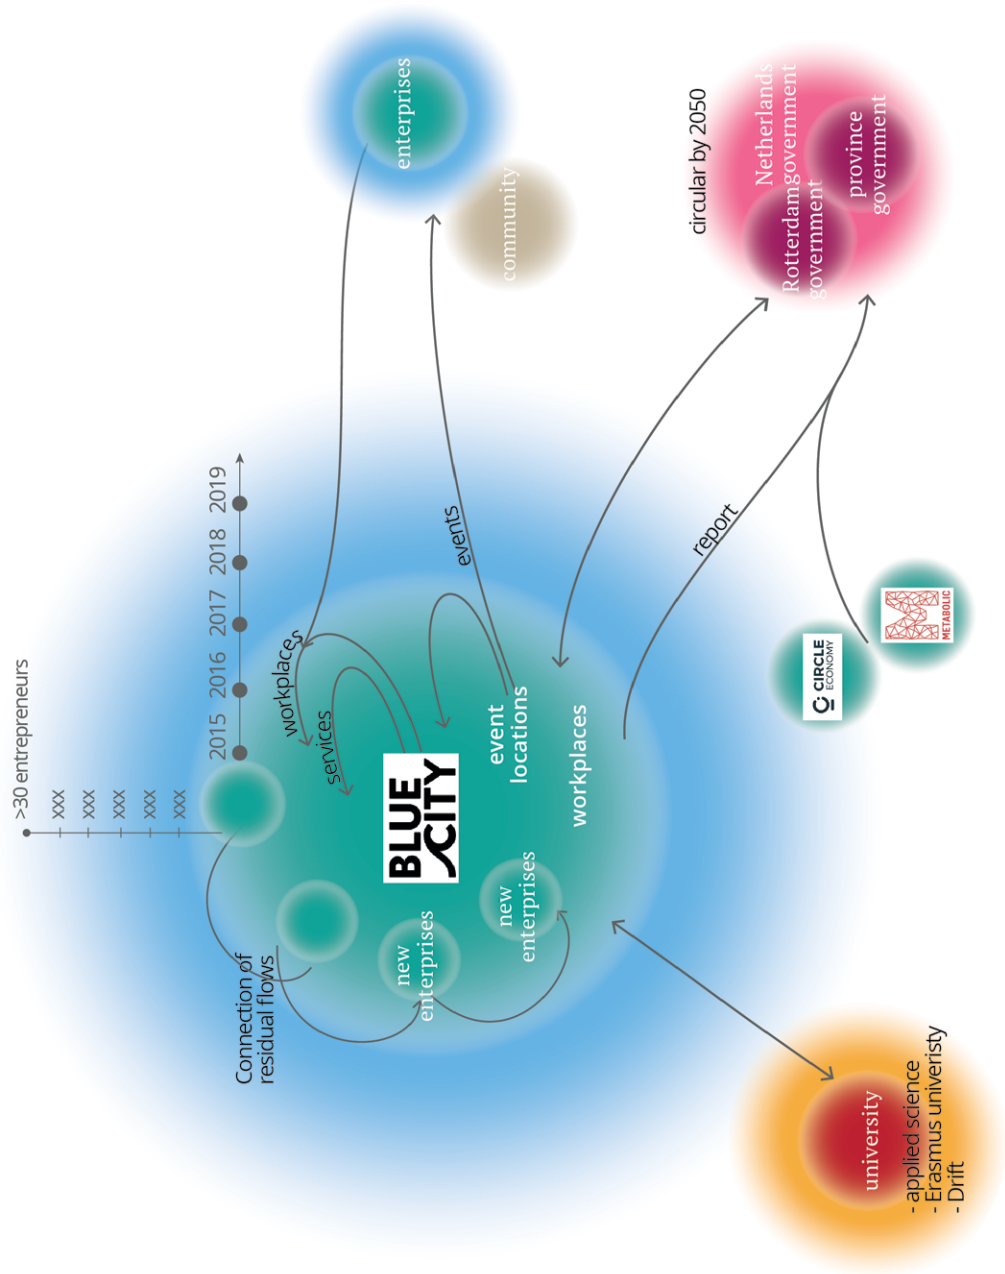 >30 entrepreneurs
xxx
xxx
xxx
xxx
xxx
2015 2016 2017 2018 2019
Connection of
residual flows
workplaces
services
new
enterprises
BLUE
CITY
enterprises
events
event
locations
new
enterprises
community
workplaces
circular by 2050
report
Netherlands
government
Rotterdam
government
province
government
CIRCLE
ECONOMY
METABOLIC
university
- applied science
- Erasmus univeristy
- Drift